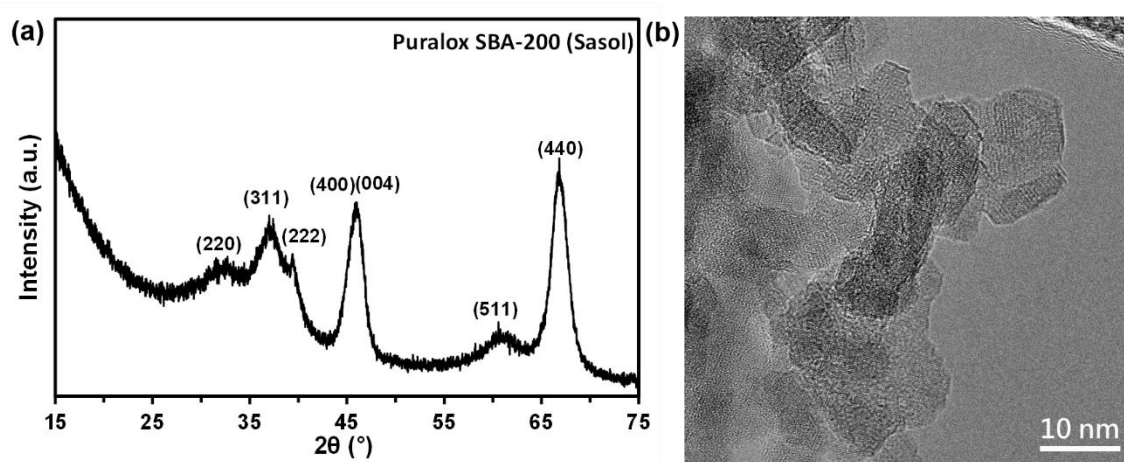 (a)
Puralox SBA-200 (Sasol)
Intensity (a.u.)
(220)
(311)
(222)
(400)(004)
(511)
(440)
15 25 35 45 55 65 75
2θ (°)
(b)
10 nm